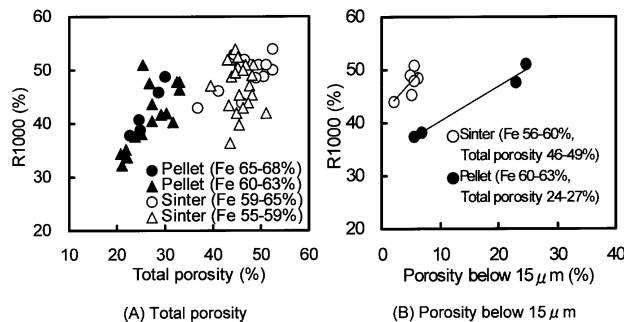 (A)
60
50
40
30
20
R1000 (%)
10 20 30 40 50 60
Total porosity (%)
Pellet (Fe 65-68%)
Pellet (Fe 60-63%)
Sinter (Fe 59-65%)
Sinter (Fe 55-59%)
(A) Total porosity
(B)
60
50
40
30
20
R1000 (%)
0 10 20 30 40
Porosity below 15 μm (%)
Sinter (Fe 56-60%,
Total porosity 46-49%)
Pellet (Fe 60-63%,
Total porosity 24-27%)
(B) Porosity below 15 μm